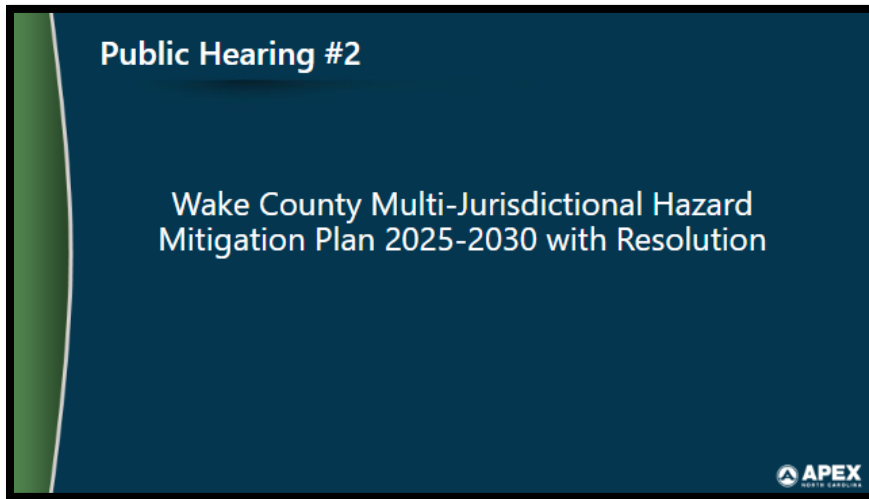 Public Hearing #2
Wake County Multi-Jurisdictional Hazard
Mitigation Plan 2025-2030 with Resolution
APEX
NORTH CAROLINA